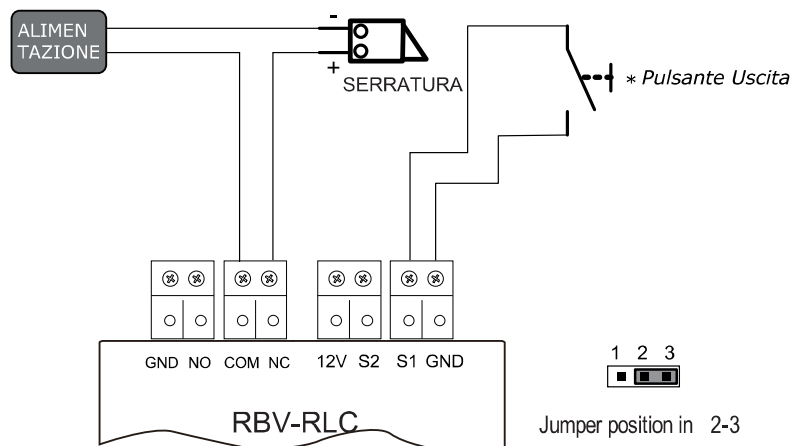 ALIMEN
TAZIONE
-
+
SERRATURA
* Pulsante Uscita
GND NO COM NC 12V S2 S1 GND
RBV-RLC
1 2 3
Jumper position in 2-3